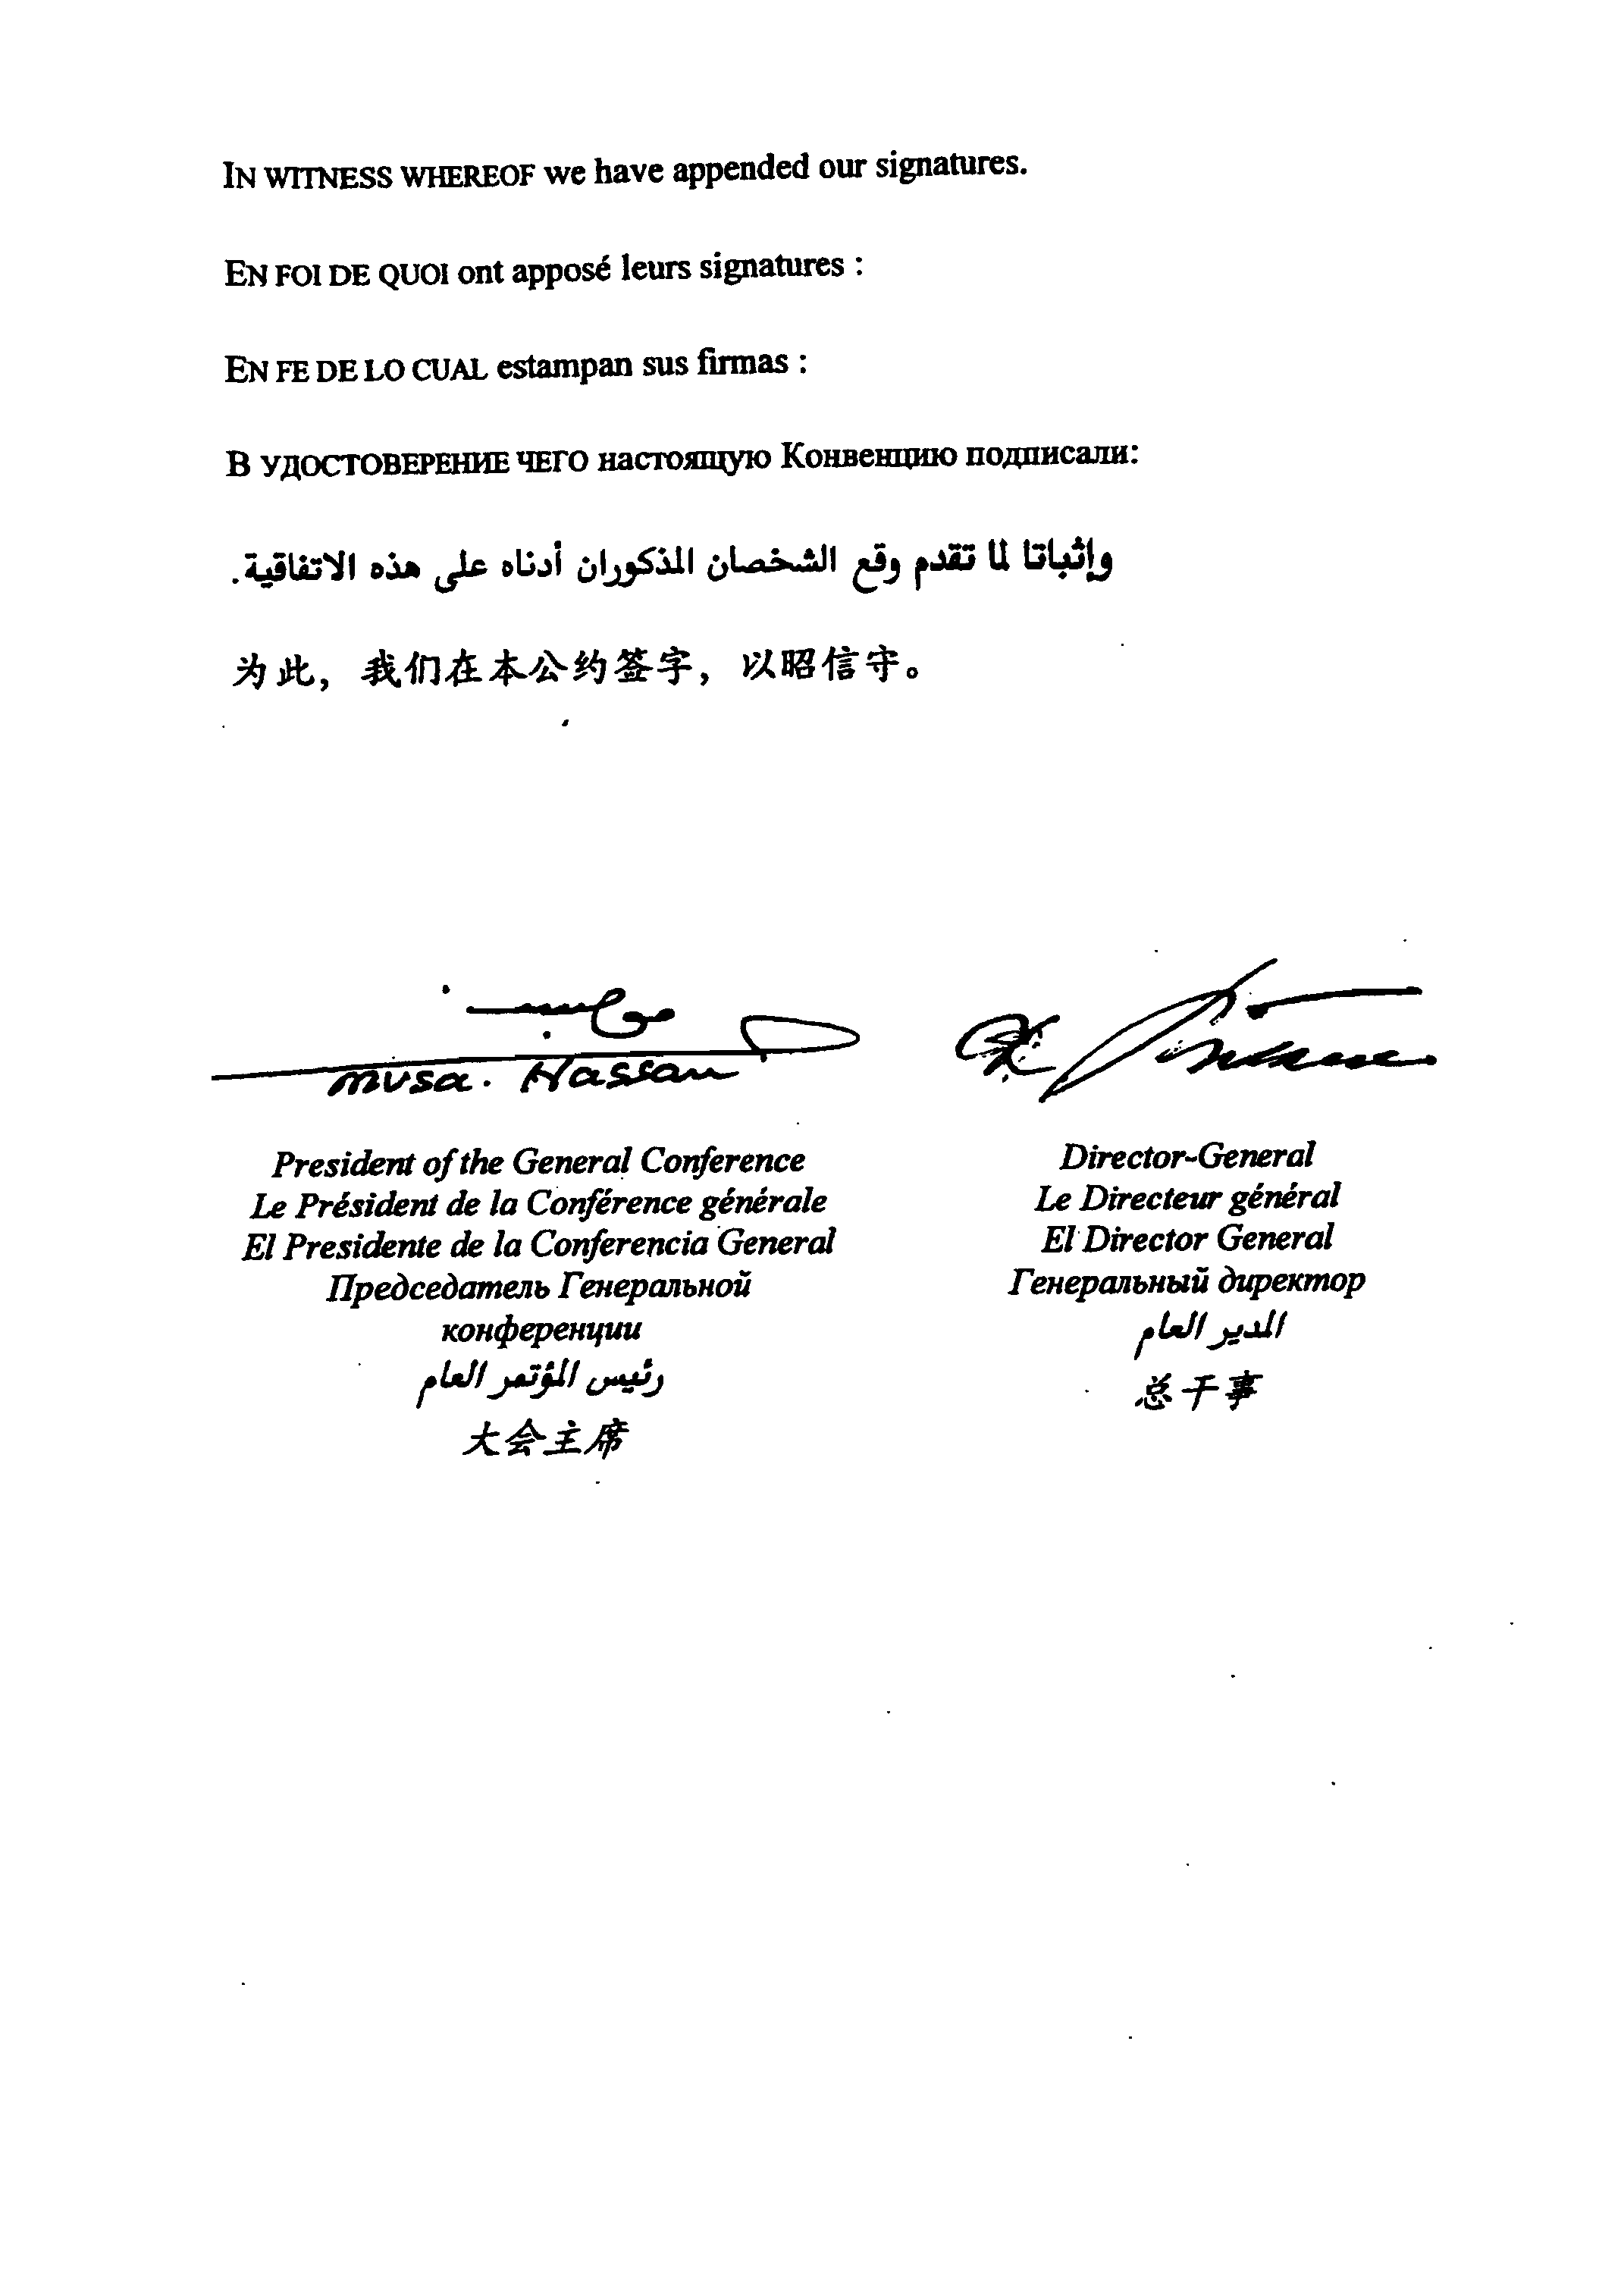 IN WITNESS WHEREOF we have appended our signatures.
EN FOI DE QUOI ont apposé leurs signatures :
EN FE DE LO CUAL estampan sus firmas :
В УДОСТОВЕРЕНИЕ ЧЕГО настоящую Конвенцию подписали:
وإثباتا لما تقدم وقع الشخصان المذكوران أدناه على هذه الاتفاقية.
为此，我们在本公约签字，以昭信守。
musa. Hassan
President of the General Conference
Le Président de la Conférence générale
El Presidente de la Conferencia General
Председатель Генеральной
конференции
رئيس المؤتمر العام
大会主席
Director-General
Le Directeur général
El Director General
Генеральный директор
المدير العام
总干事